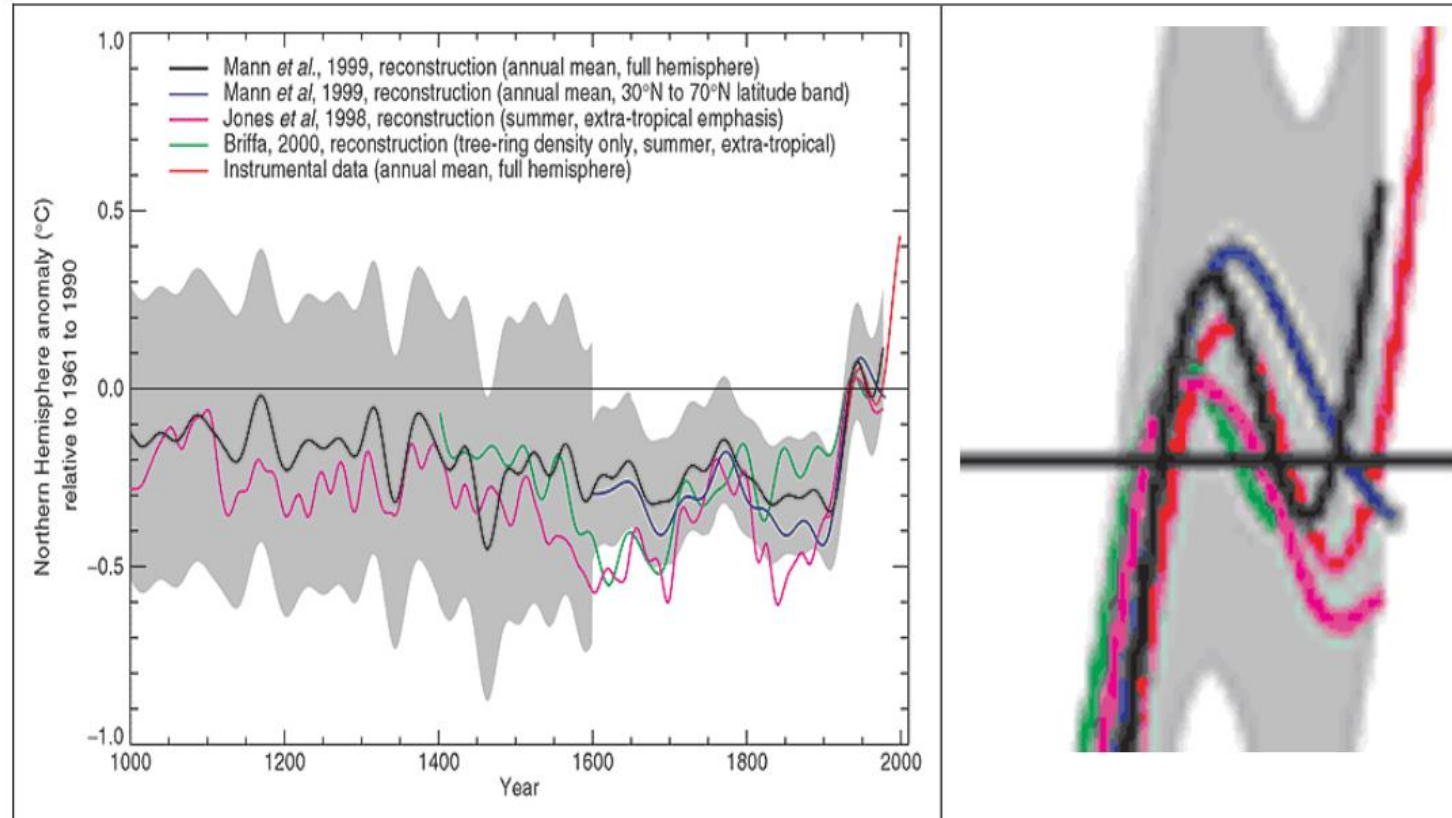 1.0
Mann et al., 1999, reconstruction (annual mean, full hemisphere)
Mann et al, 1999, reconstruction (annual mean, 30°N to 70°N latitude band)
Jones et al, 1998, reconstruction (summer, extra-tropical emphasis)
Briffa, 2000, reconstruction (tree-ring density only, summer, extra-tropical)
Instrumental data (annual mean, full hemisphere)
0.5
Northern Hemisphere anomaly (°C)
relative to 1961 to 1990
0.0
−0.5
−1.0
1000 1200 1400 1600 1800 2000
Year